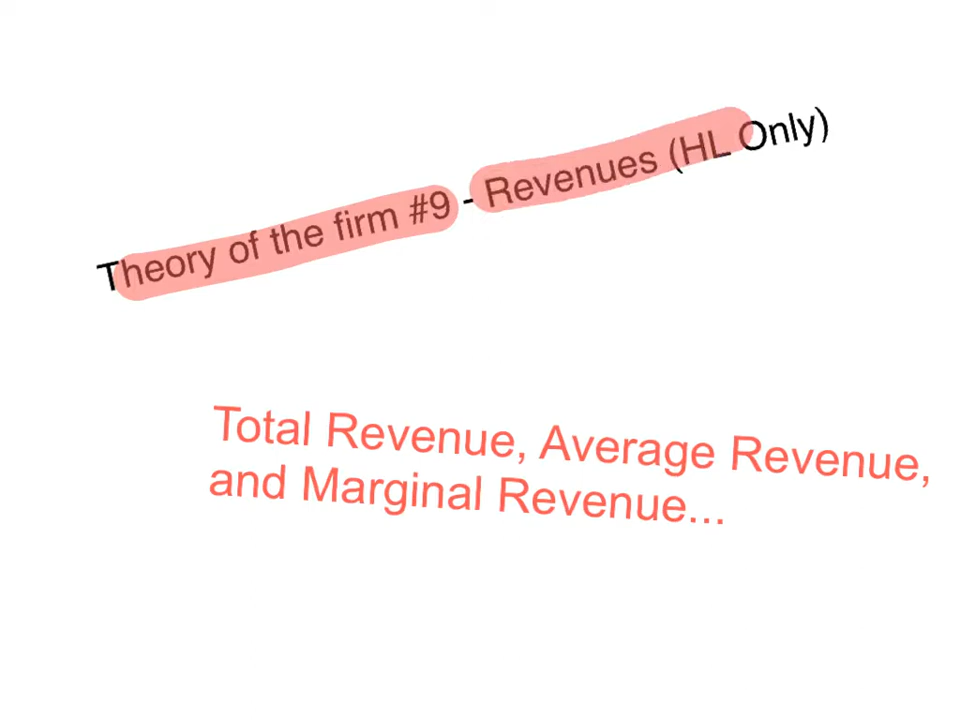 Theory of the firm #9 - Revenues (HL Only)
Total Revenue, Average Revenue,
and Marginal Revenue...